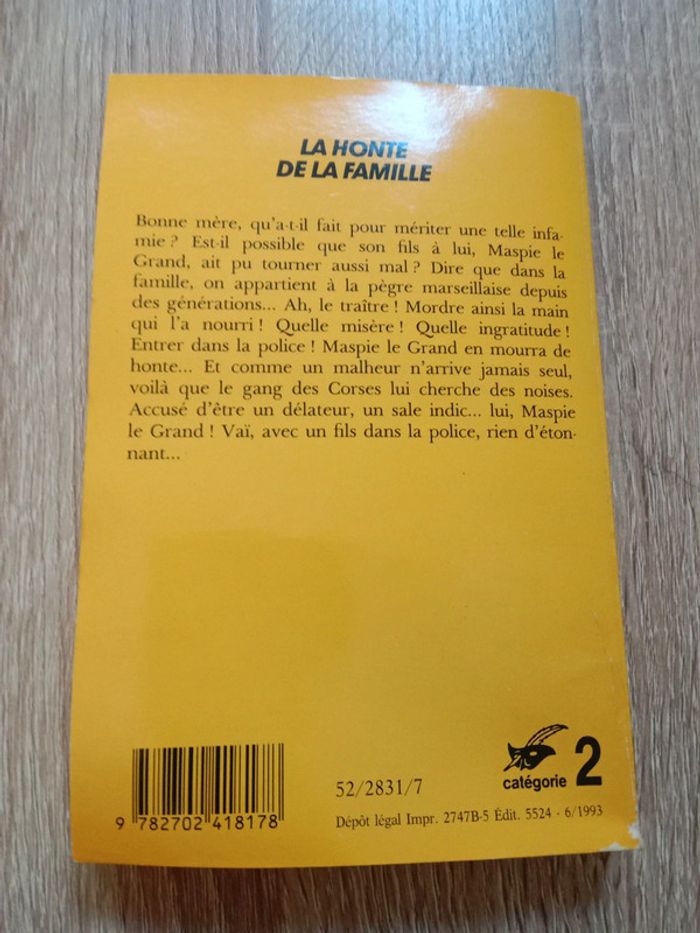 LA HONTE
DE LA FAMILLE
Bonne mère, qu'a-t-il fait pour mériter une telle infa-
mie ? Est-il possible que son fils à lui, Maspie le
Grand, ait pu tourner aussi mal ? Dire que dans la
famille, on appartient à la pègre marseillaise depuis
des générations... Ah, le traître ! Mordre ainsi la main
qui l'a nourri ! Quelle misère ! Quelle ingratitude !
Entrer dans la police ! Maspie le Grand en mourra de
honte... Et comme un malheur n'arrive jamais seul,
voilà que le gang des Corses lui cherche des noises.
Accusé d'être un délateur, un sale indic... lui, Maspie
le Grand ! Vaï, avec un fils dans la police, rien d'éton-
nant...
52/2831/7
catégorie 2
9 782702 418178
Dépôt légal Impr. 2747B-5 Édit. 5524 - 6/1993